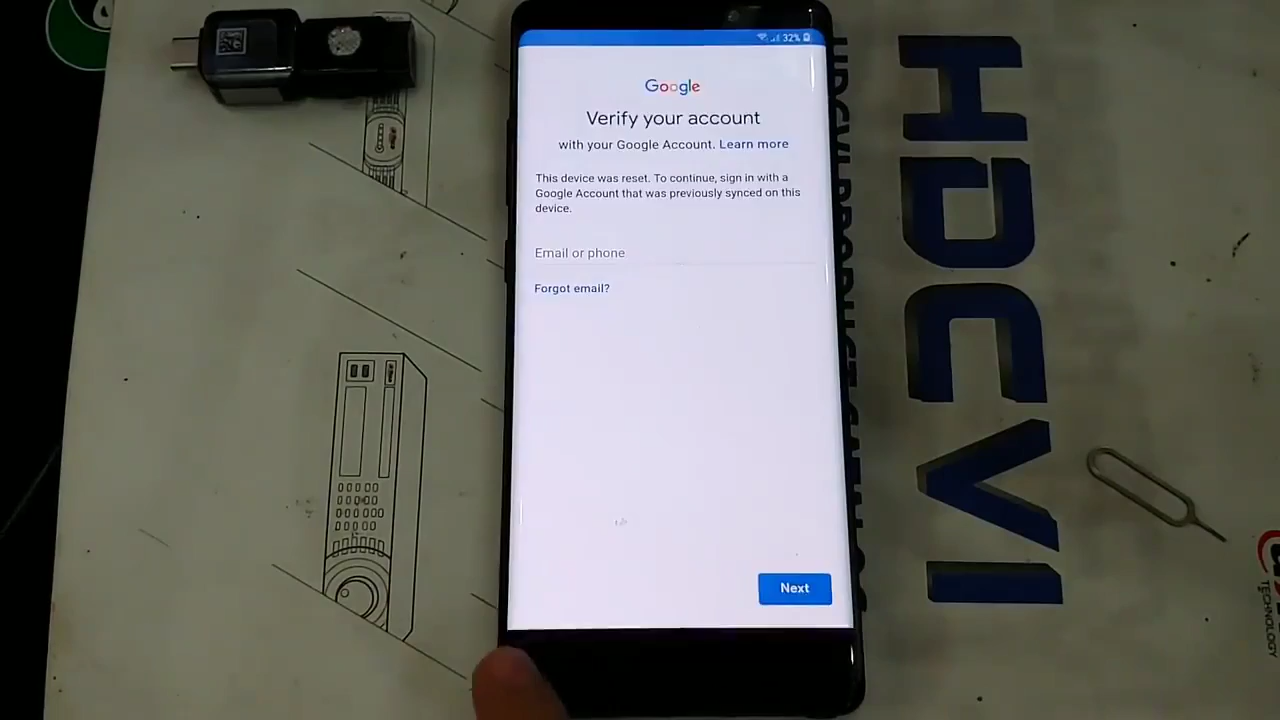 32%
Google
Verify your account
with your Google Account. Learn more
This device was reset. To continue, sign in with a
Google Account that was previously synced on this
device.
Email or phone
Forgot email?
Next
HDCVI
TECHNOLOGY